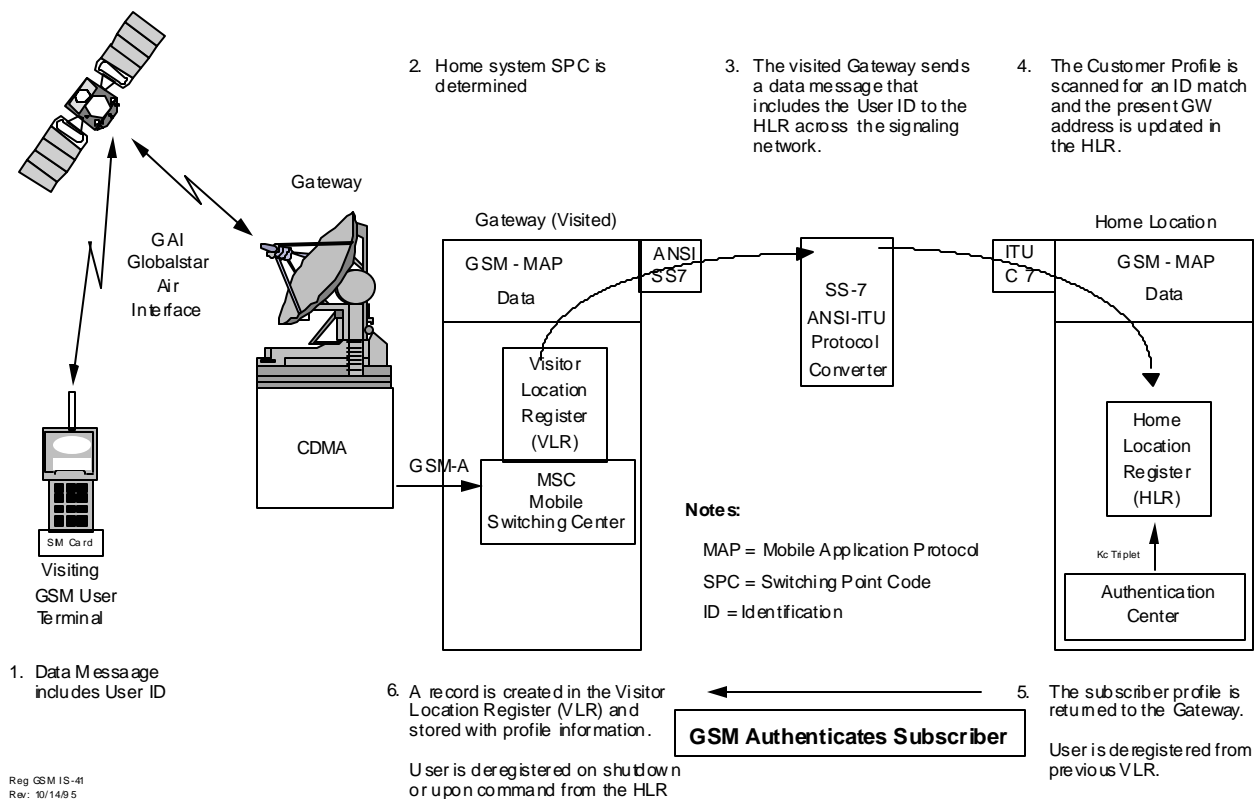 2. Home system SPC is
determined
3. The visited Gateway sends
a data message that
includes the User ID to the
HLR across the signaling
network.
4. The Customer Profile is
scanned for an ID match
and the present GW
address is updated in
the HLR.
Gateway
GAI
Globalstar
Air
Interface
Gateway (Visited)
Home Location
GSM - MAP
Data
ANSI
SS7
SS-7
ANSI-ITU
Protocol
Converter
ITU
C 7
GSM - MAP
Data
Visitor
Location
Register
(VLR)
CDMA
GSM-A
MSC
Mobile
Switching Center
Home
Location
Register
(HLR)
Kc Triplet
Authentication
Center
Notes:
MAP = Mobile Application Protocol
SPC = Switching Point Code
ID = Identification
SIM Card
Visiting
GSM User
Terminal
1. Data Messaage
includes User ID
6. A record is created in the Visitor
Location Register (VLR) and
stored with profile information.
User is deregistered on shutdown
or upon command from the HLR
GSM Authenticates Subscriber
5. The subscriber profile is
returned to the Gateway.
User is deregistered from
previous VLR.
Reg GSM IS-41
Rev: 10/14/95